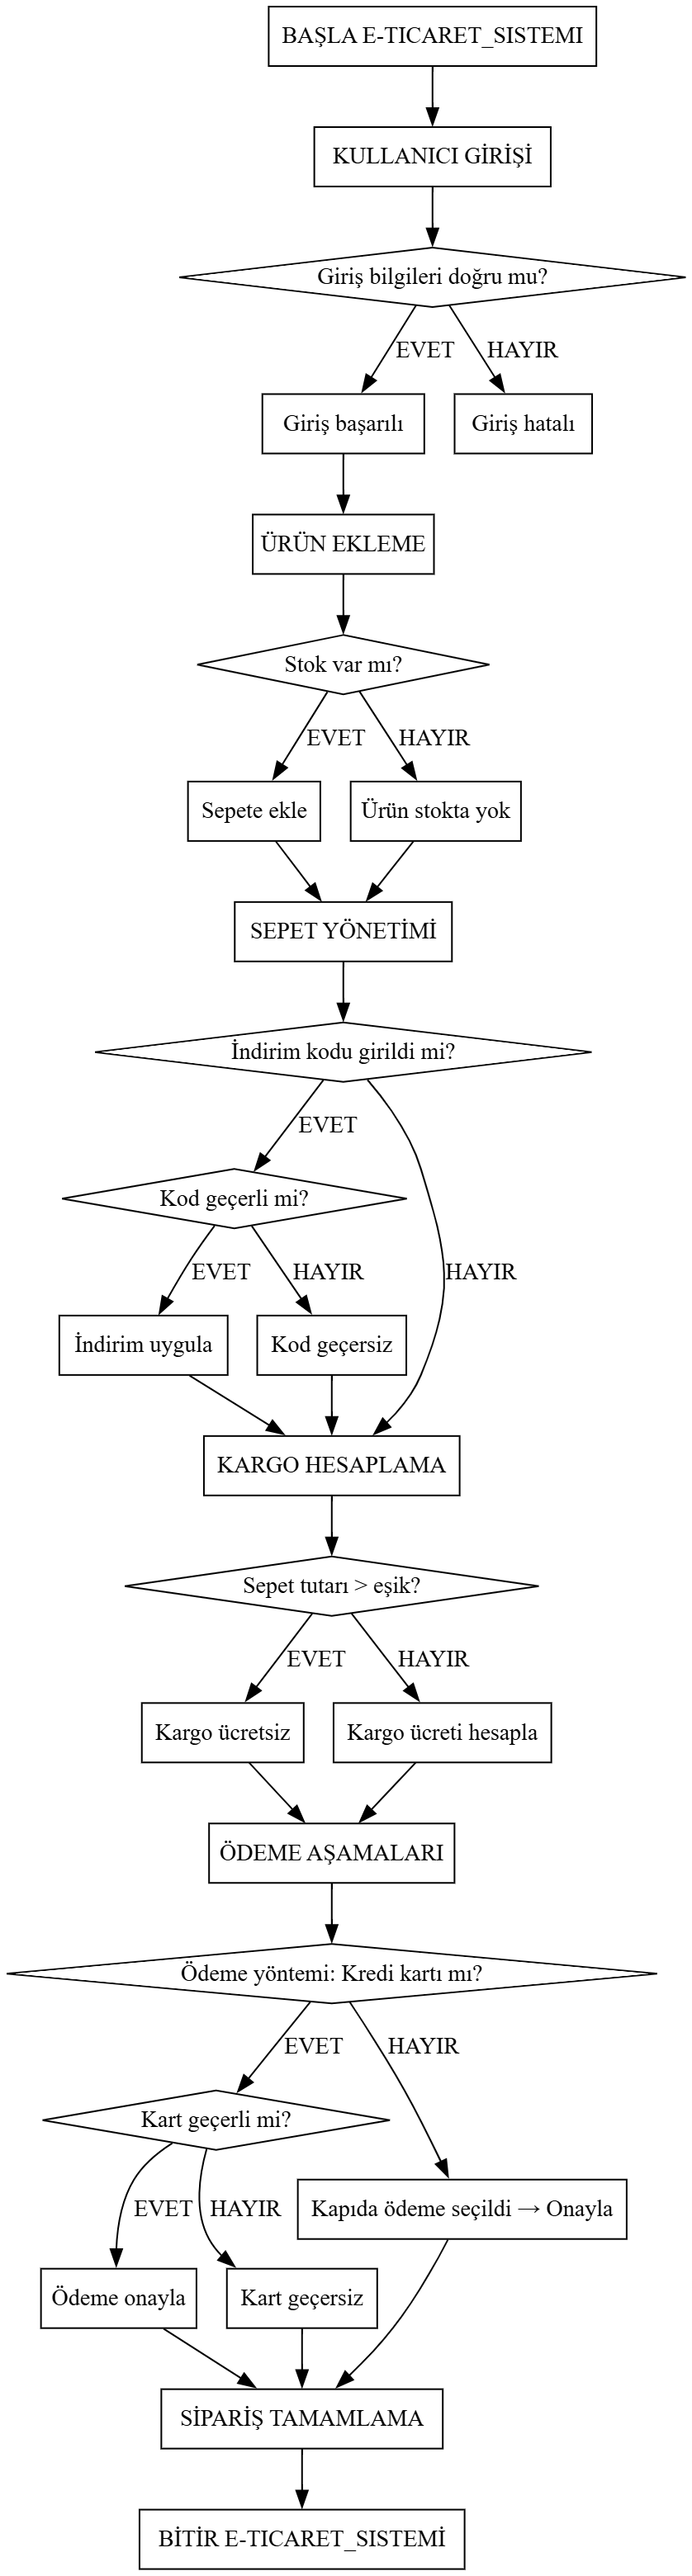 BAŞLA E-TICARET_SISTEMI
KULLANICI GİRİŞİ
Giriş bilgileri doğru mu?
EVET
HAYIR
Giriş başarılı
Giriş hatalı
ÜRÜN EKLEME
Stok var mı?
EVET
HAYIR
Sepete ekle
Ürün stokta yok
SEPET YÖNETİMİ
İndirim kodu girildi mi?
EVET
Kod geçerli mi?
EVET
HAYIR
HAYIR
İndirim uygula
Kod geçersiz
KARGO HESAPLAMA
Sepet tutarı > eşik?
EVET
HAYIR
Kargo ücretsiz
Kargo ücreti hesapla
ÖDEME AŞAMALARI
Ödeme yöntemi: Kredi kartı mı?
EVET
HAYIR
Kart geçerli mi?
EVET
HAYIR
Kapıda ödeme seçildi → Onayla
Ödeme onayla
Kart geçersiz
SİPARİŞ TAMAMLAMA
BİTİR E-TICARET_SISTEMİ